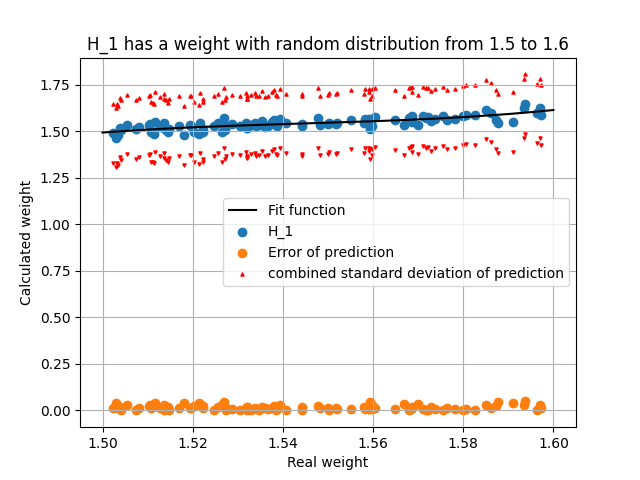 H_1 has a weight with random distribution from 1.5 to 1.6
Calculated weight
1.75
1.50
1.25
1.00
0.75
0.50
0.25
0.00
Fit function
H_1
Error of prediction
combined standard deviation of prediction
1.50 1.52 1.54 1.56 1.58 1.60
Real weight